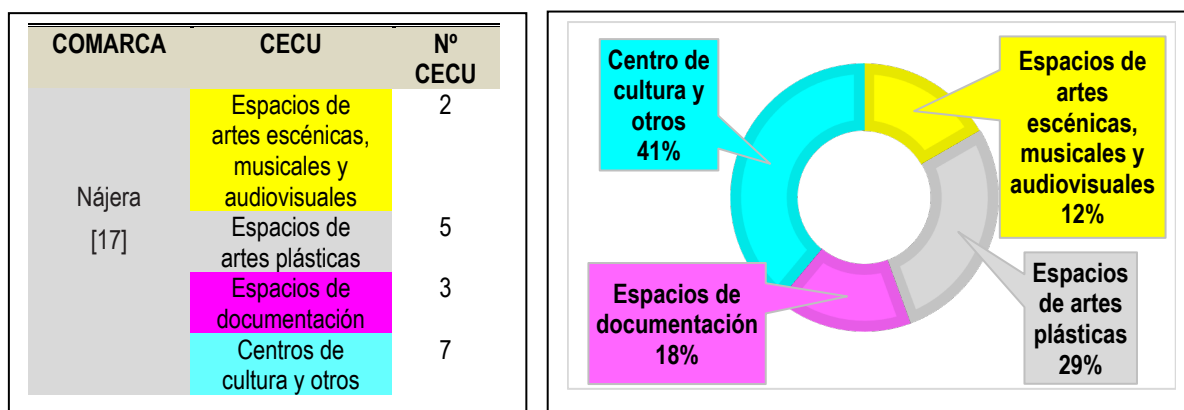 COMARCA CECU Nº
CECU
Nájera
[17]
Espacios de
artes escénicas,
musicales y
audiovisuales
2
Espacios de
artes plásticas
5
Espacios de
documentación
3
Centros de
cultura y otros
7
Centro de
cultura y
otros
41%
Espacios de
artes
escénicas,
musicales y
audiovisuales
12%
Espacios de
documentación
18%
Espacios
de artes
plásticas
29%